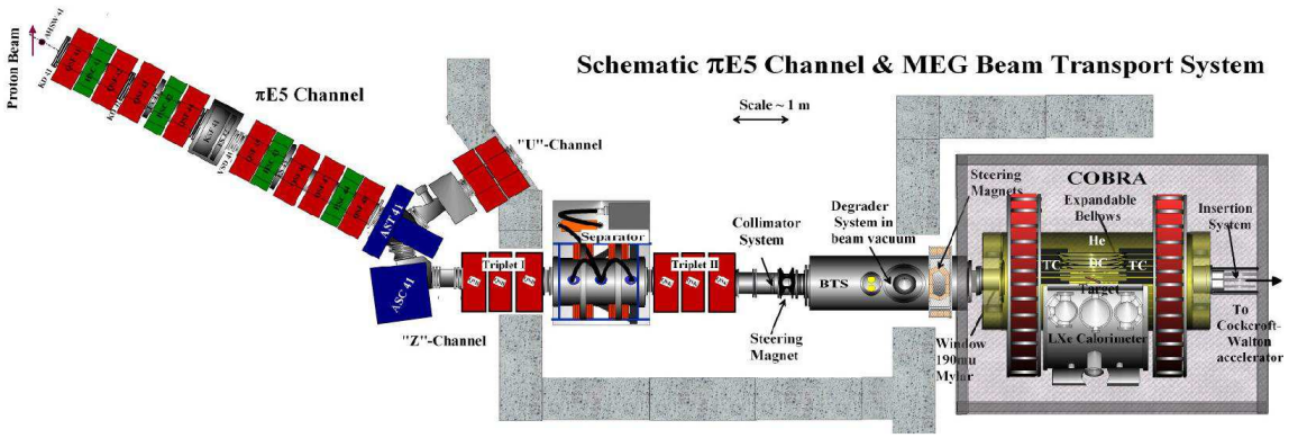 Schematic πE5 Channel & MEG Beam Transport System
Proton Beam
AHSW 41
πE5 Channel
Scale ~ 1 m
"U"-Channel
AST 41
ASC 41
"Z"-Channel
Triplet I
Separator
Triplet II
Collimator
System
Steering
Magnet
Degrader
System in
beam vacuum
BTS
Steering
Magnets
Window
190mu
Mylar
COBRA
Expandable
Bellows
He
TC
DC
TC
Target
LXe Calorimeter
Insertion
System
To
Cockcroft-
Walton
accelerator